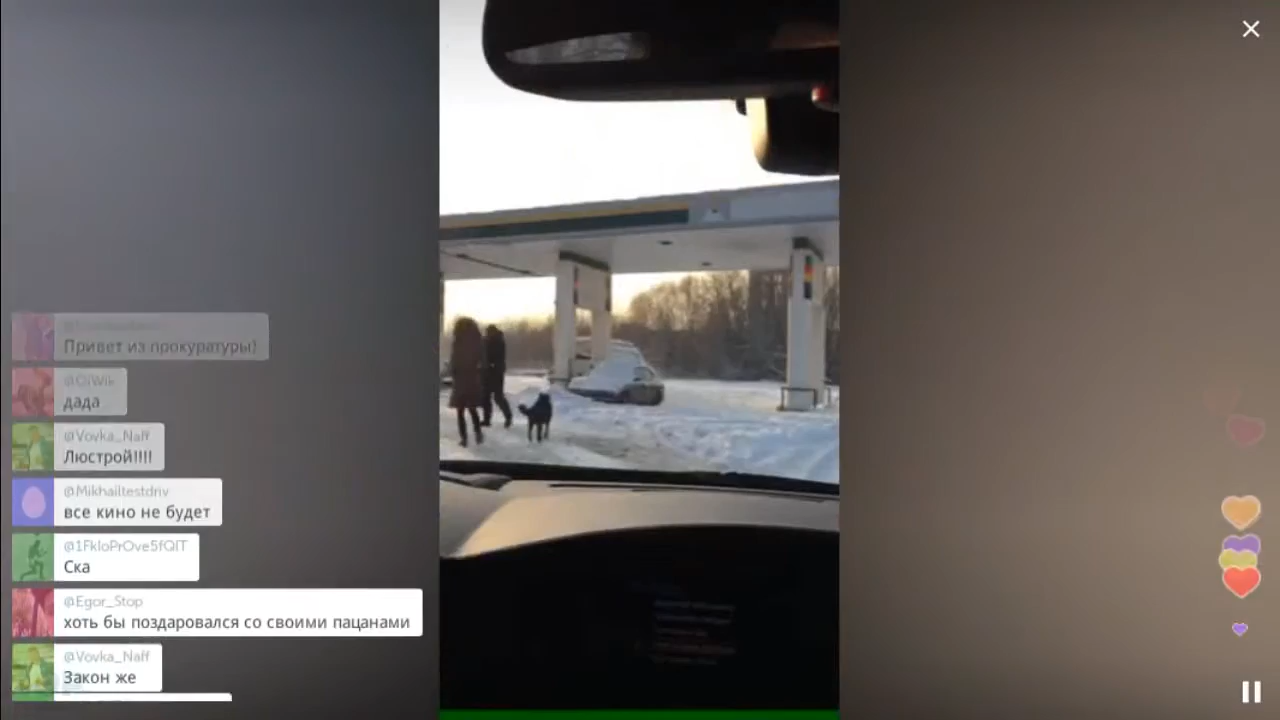 Привет из прокуратуры)
@OlWik
дада
@Vovka_Naff
Люстрой!!!!
@Mikhailtestdriv
все кино не будет
Ска
@Egor_Stop
хоть бы поздаровался со своими пацанами
@Vovka_Naff
Закон же